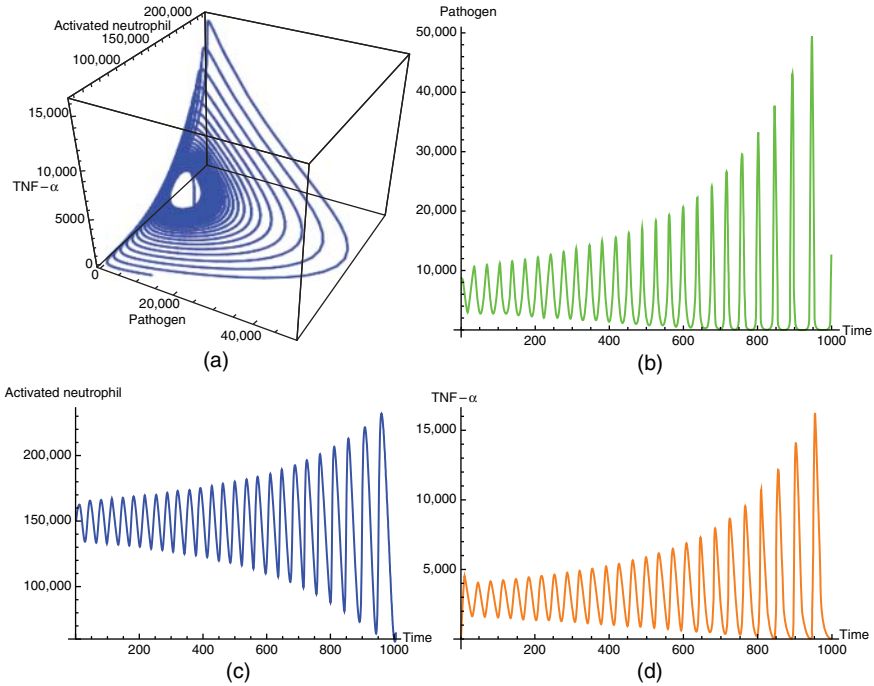 Activated neutrophil
200,000
150,000
100,000
15,000
10,000
TNF–α
5000
0
0
20,000
Pathogen
40,000
(a)
Pathogen
50,000
40,000
30,000
20,000
10,000
200
400
600
800
1000
Time
(b)
Activated neutrophil
200,000
150,000
100,000
200
400
600
800
1000
Time
(c)
TNF–α
15,000
10,000
5,000
200
400
600
800
1000
Time
(d)